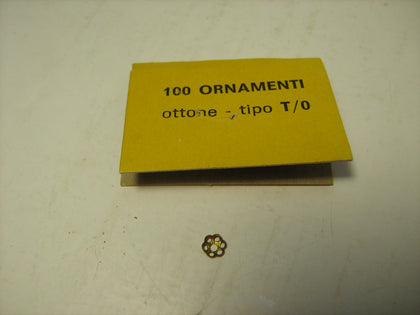 100 ORNAMENTI
ottone - tipo T/0